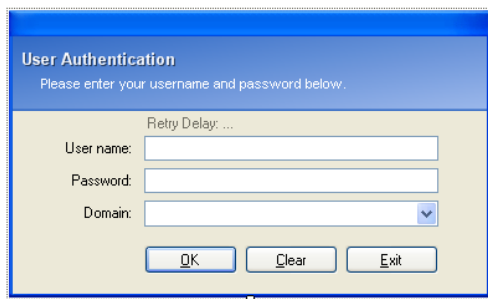 User Authentication
Please enter your username and password below.
Retry Delay: ...
User name:
Password:
Domain:
OK Clear Exit